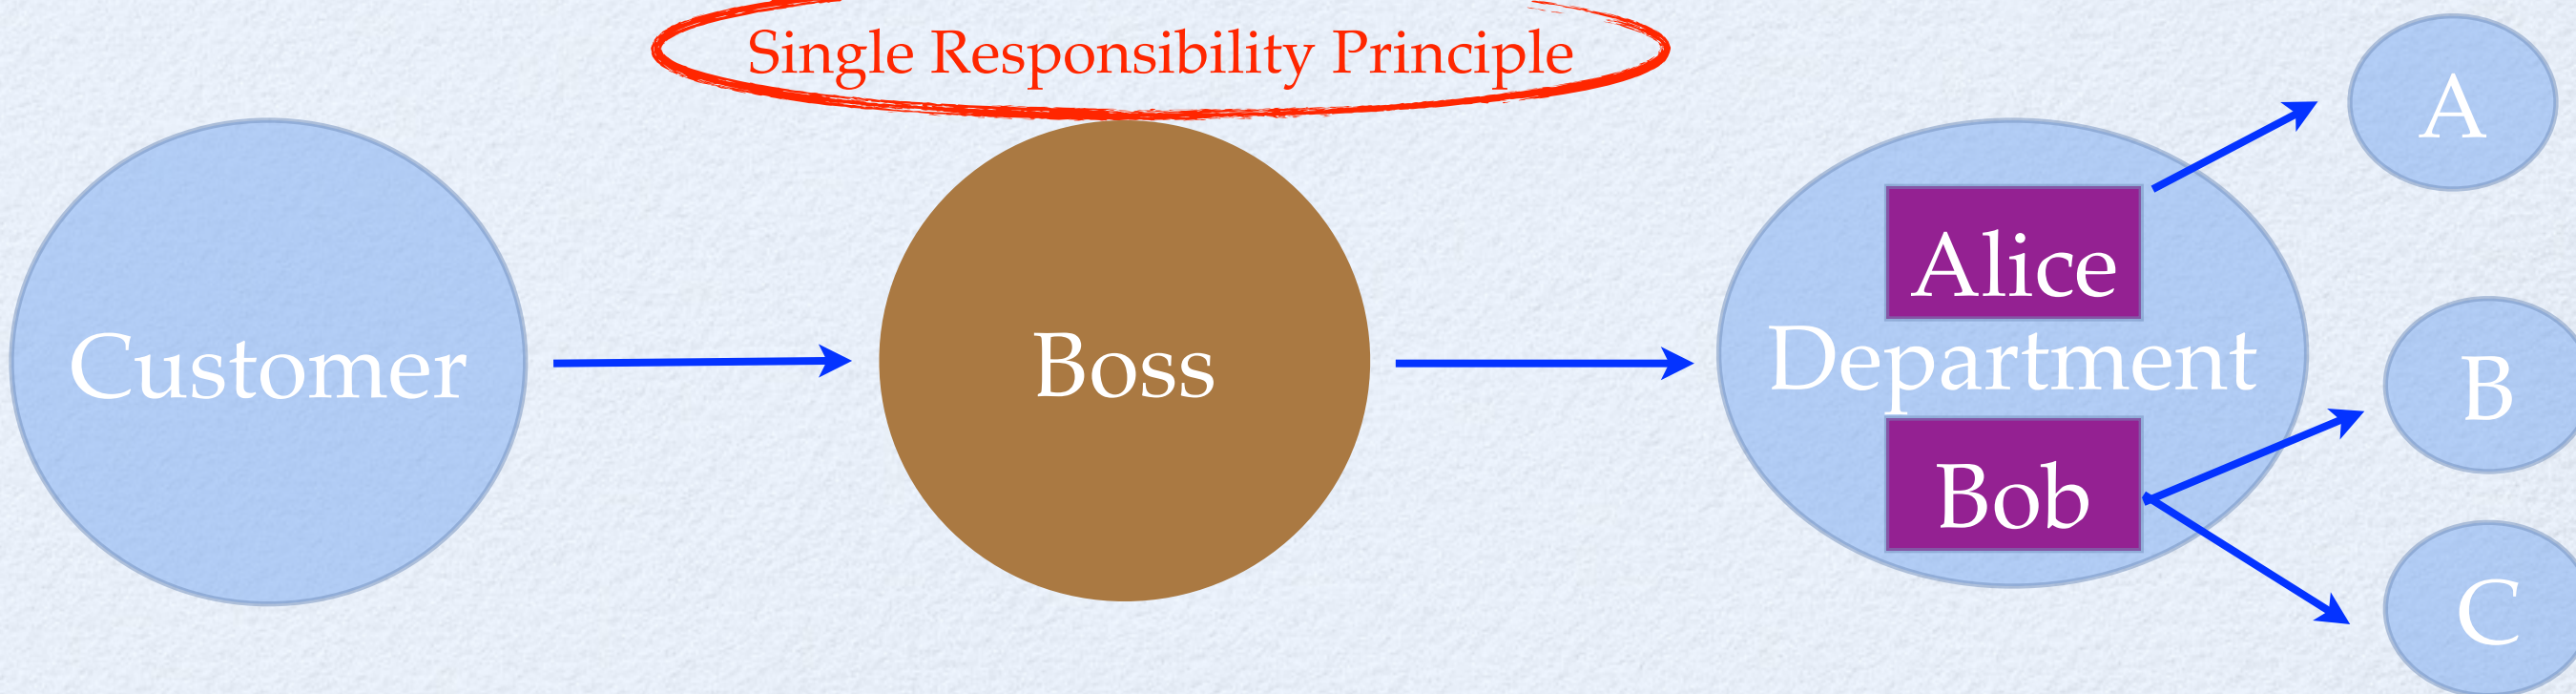 Single Responsibility Principle
Customer
Boss
Alice
Department
Bob
A
B
C